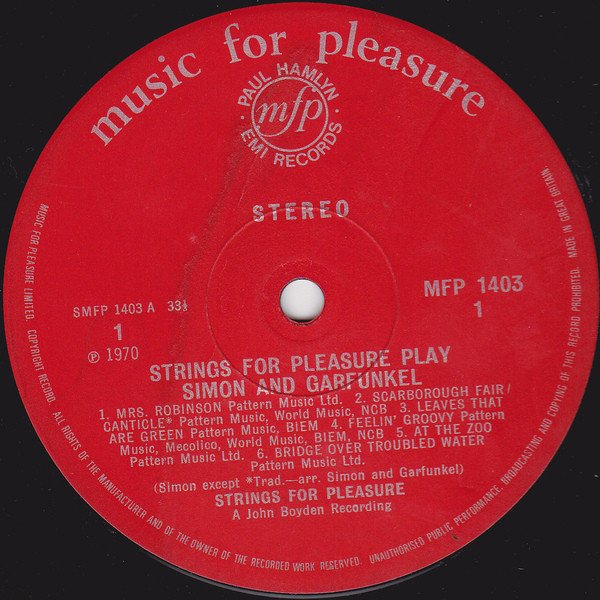 music for pleasure
· PAUL HAMLYN ·
mfp
EMI RECORDS
STEREO
SMFP 1403 A 33⅓
1
℗ 1970
MFP 1403
1
STRINGS FOR PLEASURE PLAY
SIMON AND GARFUNKEL
1. MRS. ROBINSON Pattern Music Ltd. 2. SCARBOROUGH FAIR/
CANTICLE* Pattern Music, World Music, NCB 3. LEAVES THAT
ARE GREEN Pattern Music, BIEM 4. FEELIN' GROOVY Pattern
Music, Mecolico, World Music, BIEM, NCB 5. AT THE ZOO
Pattern Music Ltd. 6. BRIDGE OVER TROUBLED WATER
Pattern Music Ltd.
(Simon except *Trad.—arr. Simon and Garfunkel)
STRINGS FOR PLEASURE
A John Boyden Recording
MUSIC FOR PLEASURE LIMITED. COPYRIGHT RECORD. ALL RIGHTS OF THE MANUFACTURER AND OF THE OWNER OF THE RECORDED WORK RESERVED. UNAUTHORISED PUBLIC PERFORMANCE BROADCASTING AND COPYING OF THIS RECORD PROHIBITED. MADE IN GREAT BRITAIN.